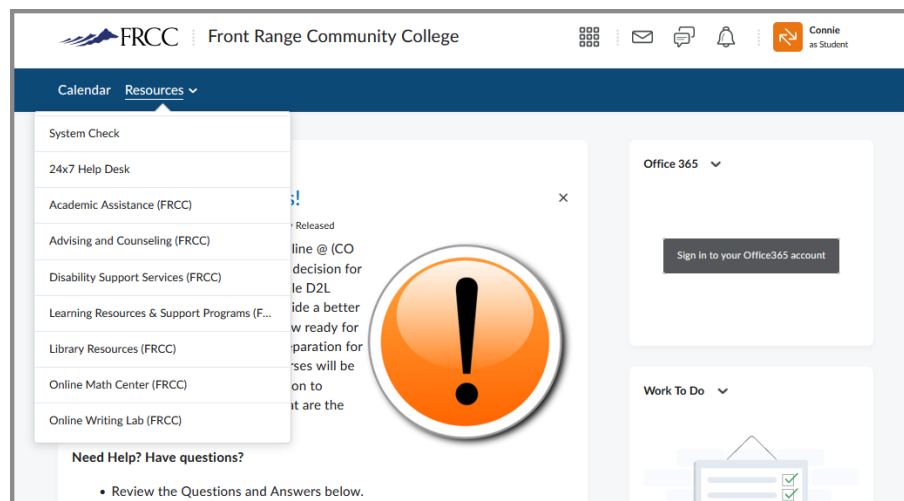 FRCC
Front Range Community College
Connie
as Student
Calendar
Resources
System Check
24x7 Help Desk
Academic Assistance (FRCC)
Advising and Counseling (FRCC)
Disability Support Services (FRCC)
Learning Resources & Support Programs (F...
Library Resources (FRCC)
Online Math Center (FRCC)
Online Writing Lab (FRCC)
!
Released
line @ (CO
decision for
le D2L
ide a better
w ready for
paration for
rses will be
on to
nt are the
!
Need Help? Have questions?
• Review the Questions and Answers below.
Office 365
Sign in to your Office365 account
Work To Do